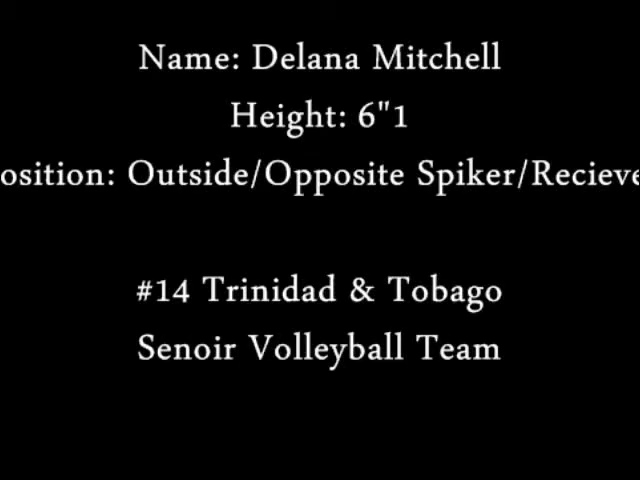 Name: Delana Mitchell
Height: 6"1
osition: Outside/Opposite Spiker/Recieve
#14 Trinidad & Tobago
Senoir Volleyball Team